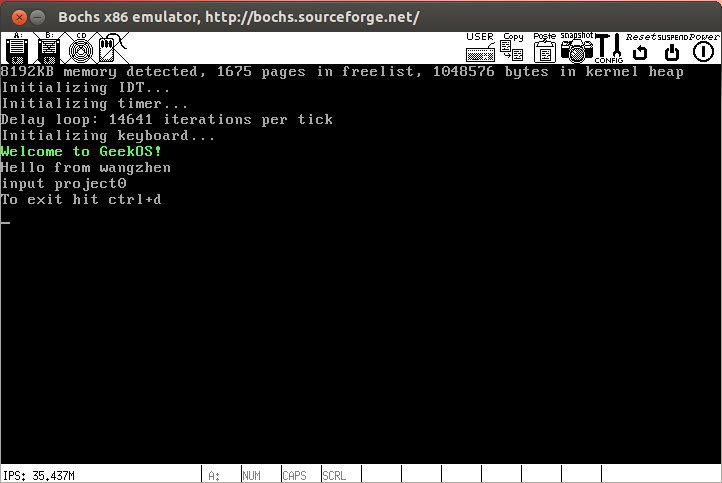 Bochs x86 emulator, http://bochs.sourceforge.net/
A: B: CD USER Copy Paste snapshot CONFIG Reset SUSPEND Power
8192KB memory detected, 1675 pages in freelist, 1048576 bytes in kernel heap
Initializing IDT...
Initializing timer...
Delay loop: 14641 iterations per tick
Initializing keyboard...
Welcome to GeekOS!
Hello from wangzhen
input project0
To exit hit ctrl+d
_
IPS: 35.437M A: NUM CAPS SCRL